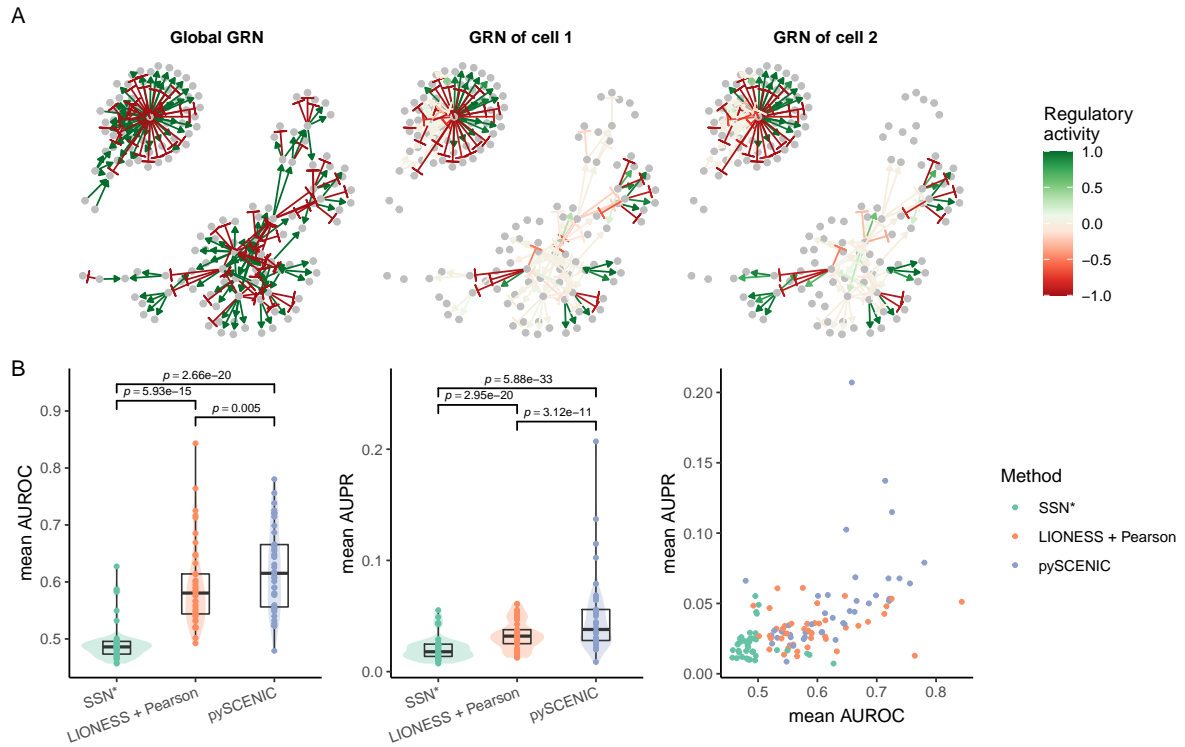 A
Global GRN
GRN of cell 1
GRN of cell 2
Regulatory
activity
1.0
0.5
0.0
−0.5
−1.0
B
mean AUROC
0.9
0.8
0.7
0.6
0.5
p = 2.66e−20
p = 5.93e−15
p = 0.005
SSN*
LIONESS + Pearson
pySCENIC
mean AUPR
0.2
0.1
0.0
p = 5.88e−33
p = 2.95e−20
p = 3.12e−11
SSN*
LIONESS + Pearson
pySCENIC
mean AUPR
0.20
0.15
0.10
0.05
0.00
0.5
0.6
0.7
0.8
mean AUROC
Method
SSN*
LIONESS + Pearson
pySCENIC